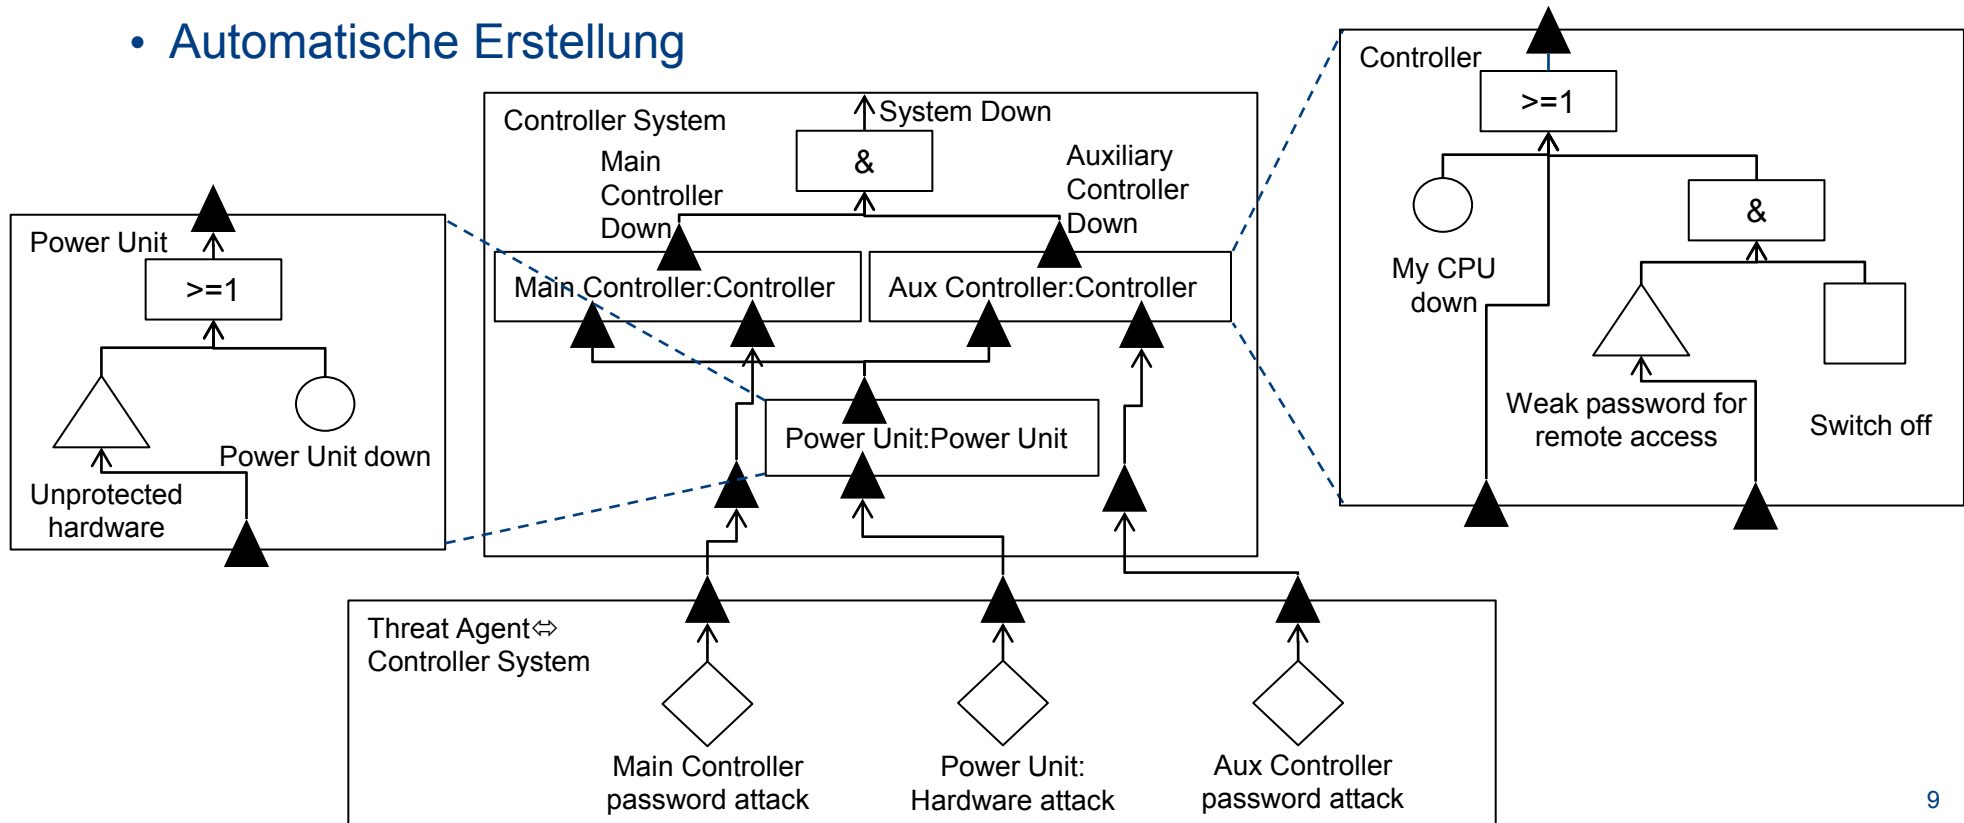 • Automatische Erstellung
Controller System
System Down
&
Main
Controller
Down
Auxiliary
Controller
Down
Main Controller:Controller
Aux Controller:Controller
Power Unit:Power Unit
Power Unit
>=1
Power Unit down
Unprotected
hardware
Controller
>=1
&
My CPU
down
Weak password for
remote access
Switch off
Threat Agent⇔
Controller System
Main Controller
password attack
Power Unit:
Hardware attack
Aux Controller
password attack
9